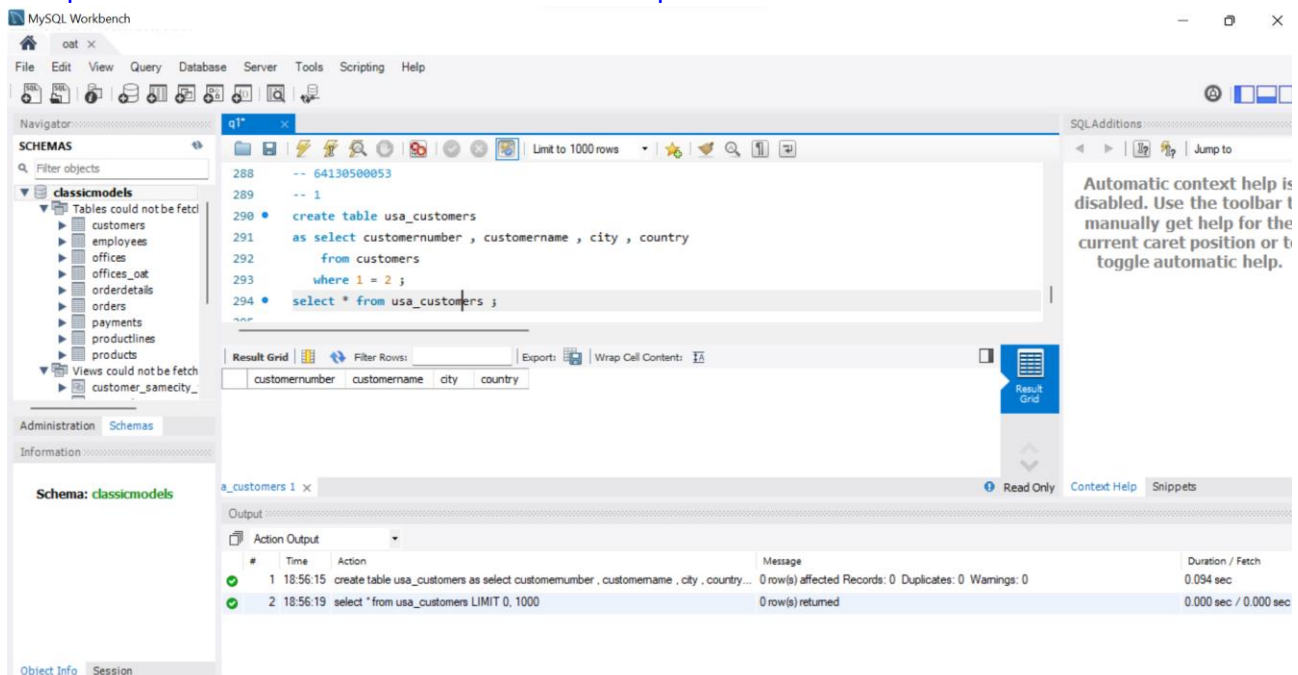 MySQL Workbench
oat
File Edit View Query Database Server Tools Scripting Help
Navigator
SCHEMAS
Filter objects
classicmodels
Tables could not be fetc
customers
employees
offices
offices_oat
orderdetails
orders
payments
productlines
products
Views could not be fetch
customer_samecity_
Administration Schemas
Information
Schema: classicmodels
Object Info Session
q1*
Limit to 1000 rows
288 -- 64130500053
289 -- 1
290 create table usa_customers
291 as select customernumber , customername , city , country
292 from customers
293 where 1 = 2 ;
294 select * from usa_customers ;
Result Grid Filter Rows: Export: Wrap Cell Content:
customernumber customername city country
Result Grid
a_customers 1
Read Only
Output
Action Output
# Time Action Message Duration / Fetch
1 18:56:15 create table usa_customers as select customernumber , customername , city , country... 0 row(s) affected Records: 0 Duplicates: 0 Warnings: 0 0.094 sec
2 18:56:19 select * from usa_customers LIMIT 0, 1000 0 row(s) returned 0.000 sec / 0.000 sec
SQLAdditions
Jump to
Automatic context help is
disabled. Use the toolbar t
manually get help for the
current caret position or to
toggle automatic help.
Context Help Snippets